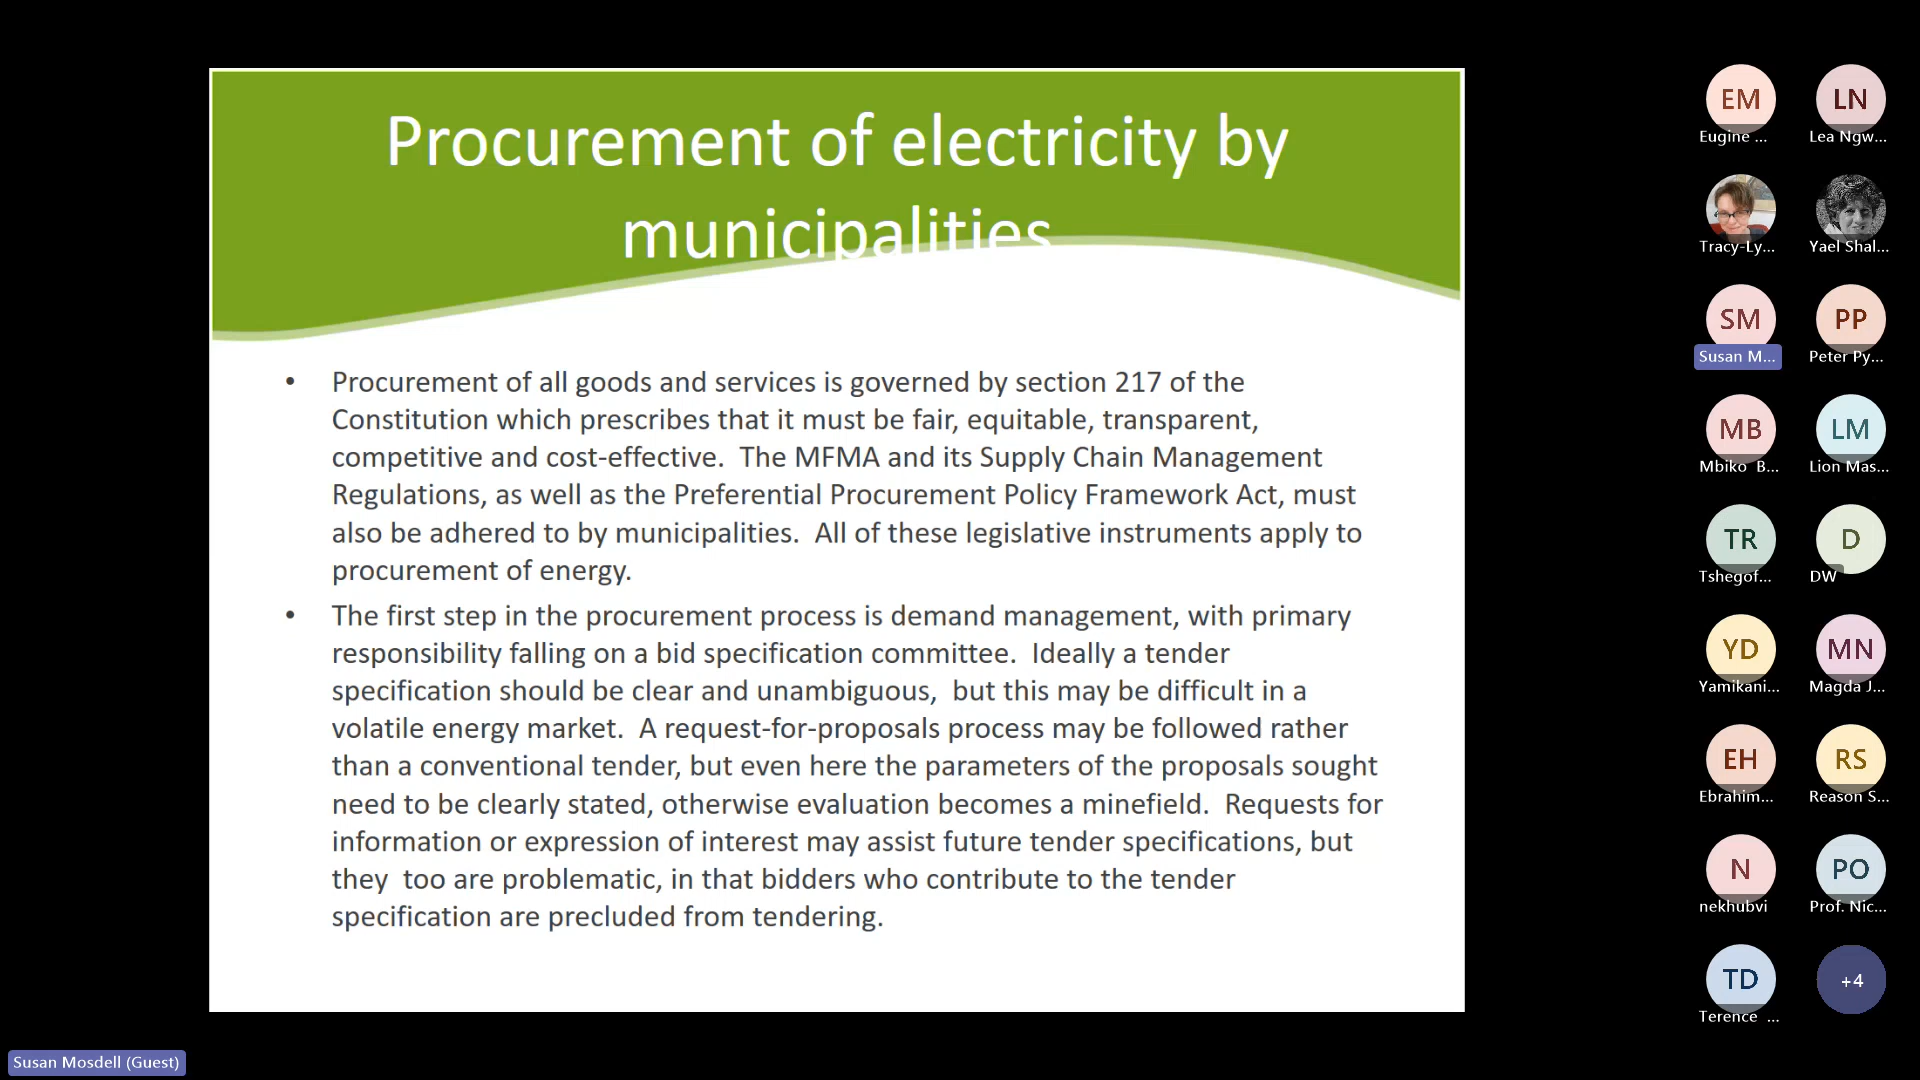 Procurement of electricity by
municipalities
• Procurement of all goods and services is governed by section 217 of the
Constitution which prescribes that it must be fair, equitable, transparent,
competitive and cost-effective.  The MFMA and its Supply Chain Management
Regulations, as well as the Preferential Procurement Policy Framework Act, must
also be adhered to by municipalities.  All of these legislative instruments apply to
procurement of energy.
• The first step in the procurement process is demand management, with primary
responsibility falling on a bid specification committee.  Ideally a tender
specification should be clear and unambiguous,  but this may be difficult in a
volatile energy market.  A request-for-proposals process may be followed rather
than a conventional tender, but even here the parameters of the proposals sought
need to be clearly stated, otherwise evaluation becomes a minefield.  Requests for
information or expression of interest may assist future tender specifications, but
they  too are problematic, in that bidders who contribute to the tender
specification are precluded from tendering.
EM
Eugine ...
LN
Lea Ngw...
Tracy-Ly...
Yael Shal...
SM
Susan M...
PP
Peter Py...
MB
Mbiko B...
LM
Lion Mas...
TR
Tshegof...
D
DW
YD
Yamikani...
MN
Magda J...
EH
Ebrahim...
RS
Reason S...
N
nekhubvi
PO
Prof. Nic...
TD
Terence ...
+4
Susan Mosdell (Guest)